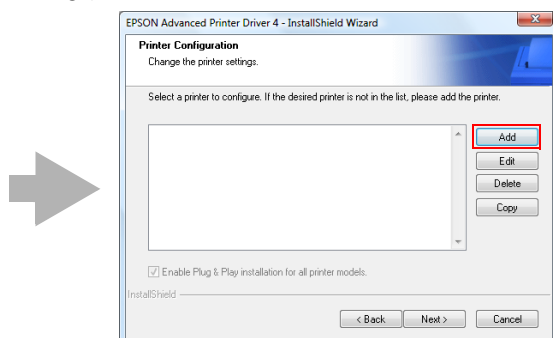 EPSON Advanced Printer Driver 4 - InstallShield Wizard
Printer Configuration
Change the printer settings.
Select a printer to configure. If the desired printer is not in the list, please add the printer.
Add
Edit
Delete
Copy
Enable Plug & Play installation for all printer models.
InstallShield
< Back Next > Cancel